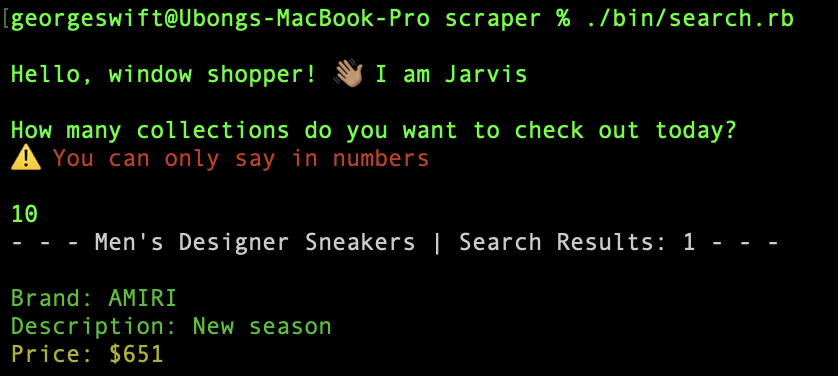 [georgeswift@Ubongs-MacBook-Pro scraper % ./bin/search.rb
Hello, window shopper! 👋🏽 I am Jarvis
How many collections do you want to check out today?
⚠️ You can only say in numbers
10
- - - Men's Designer Sneakers | Search Results: 1 - - -
Brand: AMIRI
Description: New season
Price: $651